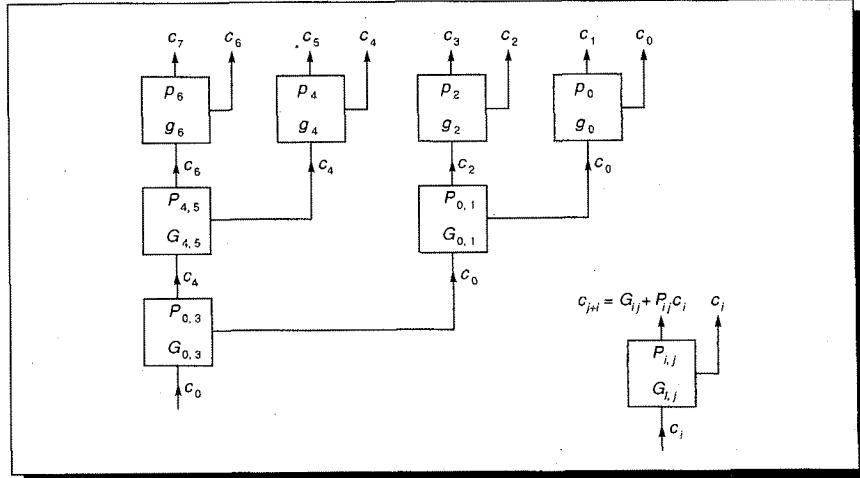 c₇ c₆ c₅ c₄ c₃ c₂ c₁ c₀
p₆ p₄ p₂ p₀
g₆ g₄ g₂ g₀
c₆ c₄ c₂ c₀
P₄,₅ P₀,₁
G₄,₅ G₀,₁
c₄ c₀
P₀,₃
G₀,₃
c₀
cⱼ₊ᵢ = Gᵢⱼ + Pᵢⱼcᵢ cᵢ
Pᵢ,ⱼ
Gᵢ,ⱼ
cᵢ